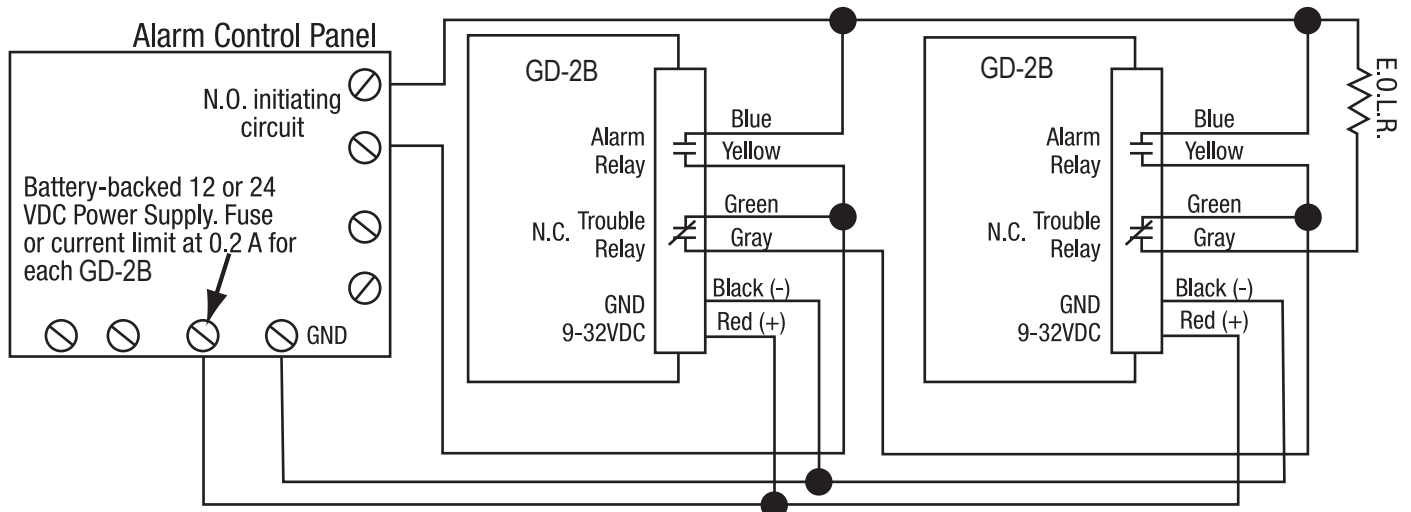 Alarm Control Panel
N.O. initiating
circuit
Battery-backed 12 or 24
VDC Power Supply. Fuse
or current limit at 0.2 A for
each GD-2B
GND
GD-2B
Alarm
Relay
Blue
Yellow
N.C. Trouble
Relay
Green
Gray
GND
9-32VDC
Black (-)
Red (+)
GD-2B
Alarm
Relay
Blue
Yellow
N.C. Trouble
Relay
Green
Gray
GND
9-32VDC
Black (-)
Red (+)
E.O.L.R.